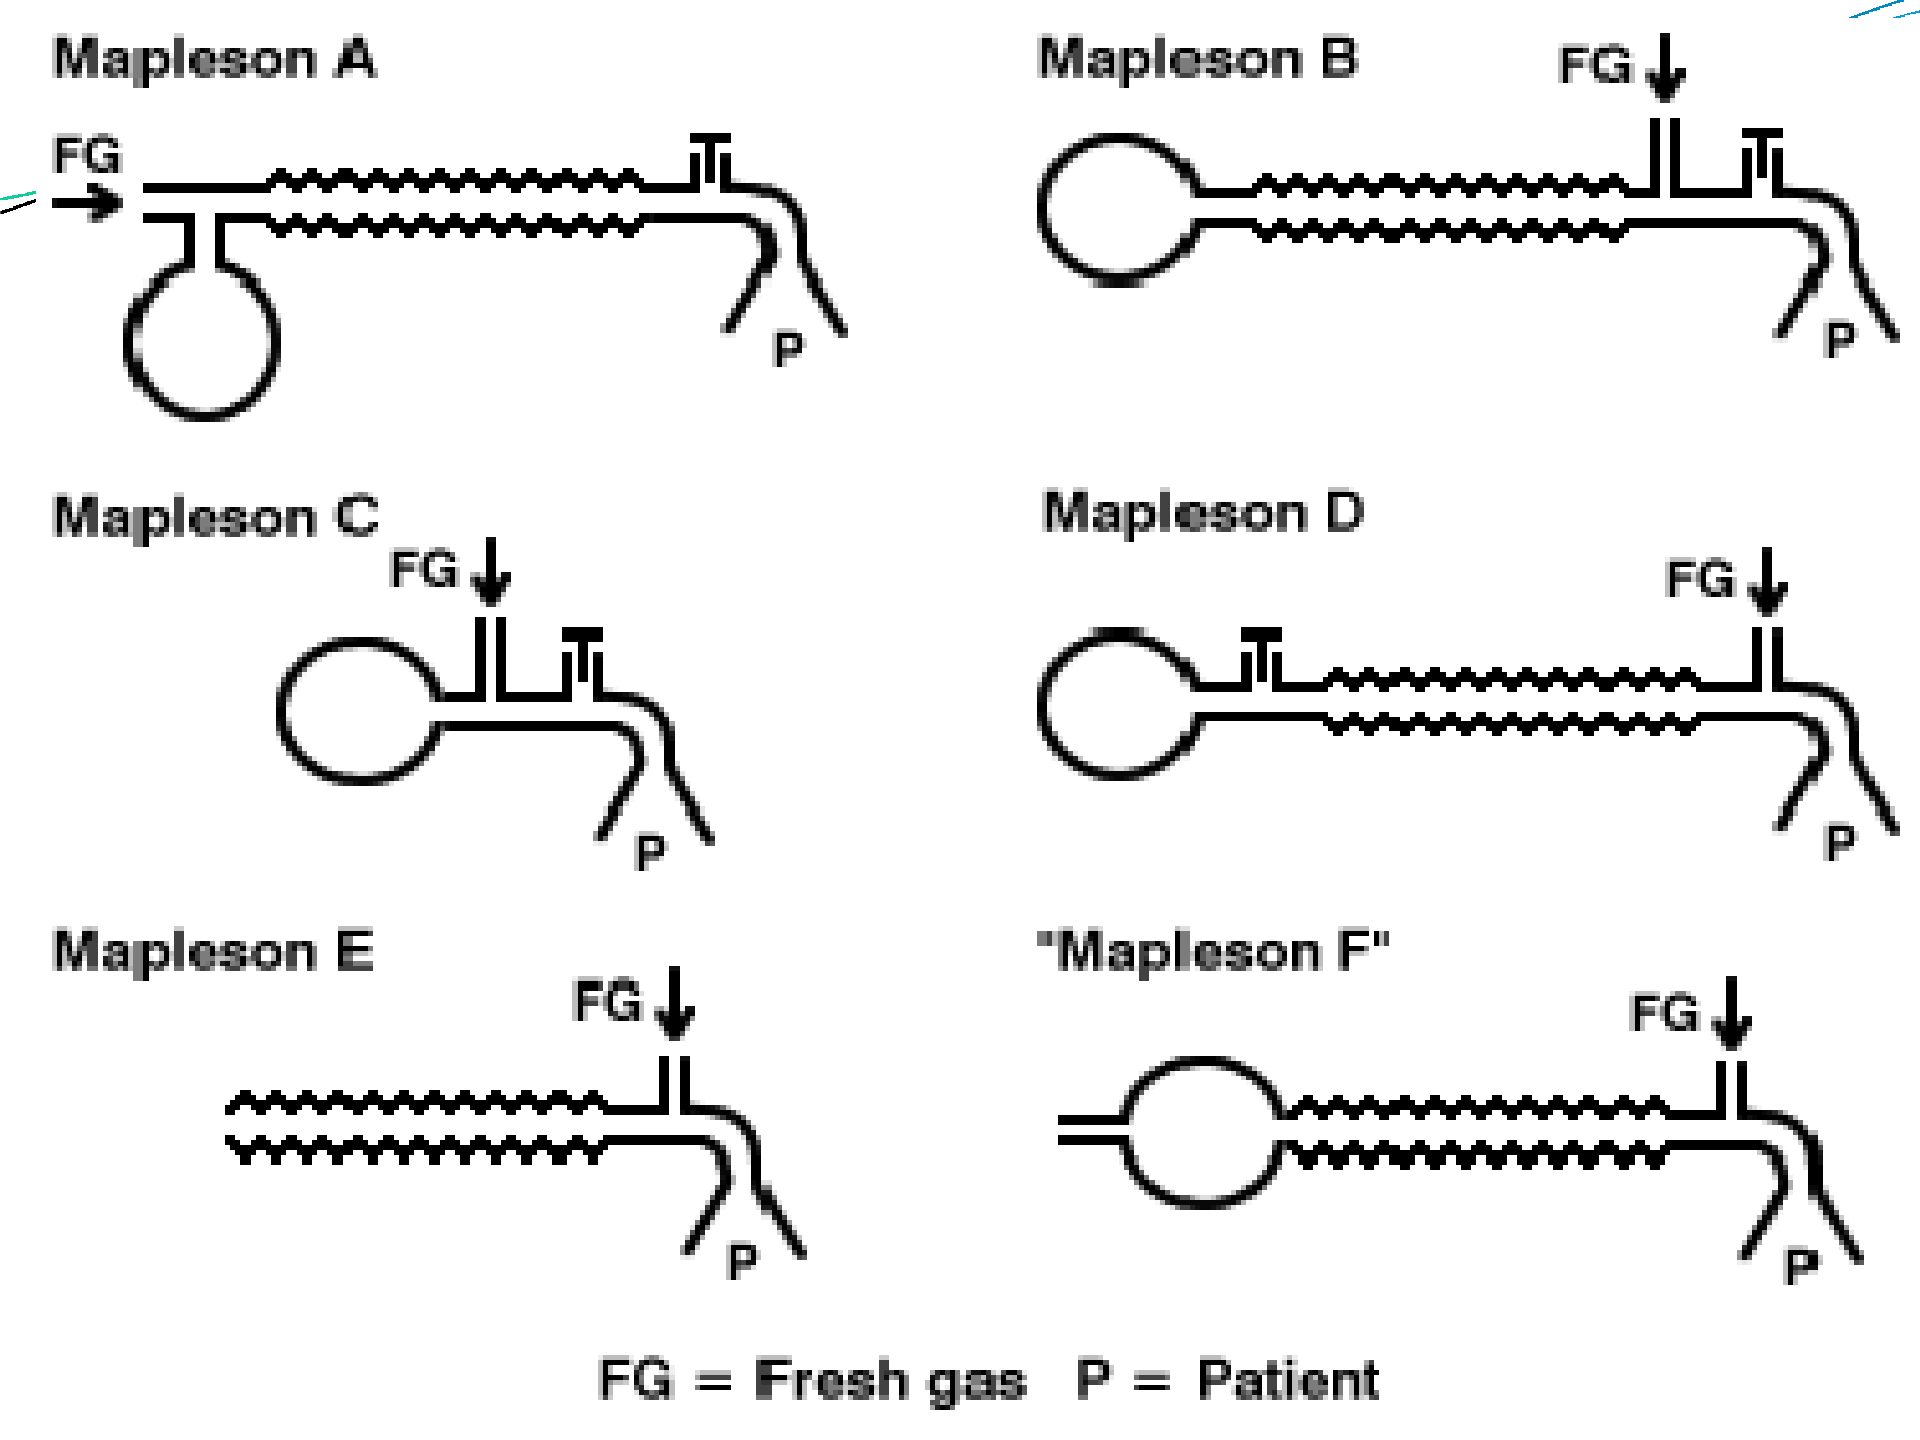 Mapleson A
FG
P
Mapleson B
FG
P
Mapleson C
FG
P
Mapleson D
FG
P
Mapleson E
FG
P
"Mapleson F"
FG
P
FG = Fresh gas P = Patient